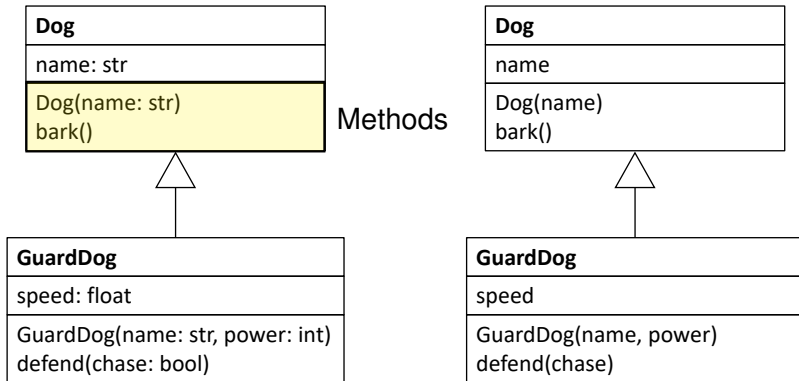 Dog
name: str
Dog(name: str)
bark()
Methods
GuardDog
speed: float
GuardDog(name: str, power: int)
defend(chase: bool)
Dog
name
Dog(name)
bark()
GuardDog
speed
GuardDog(name, power)
defend(chase)